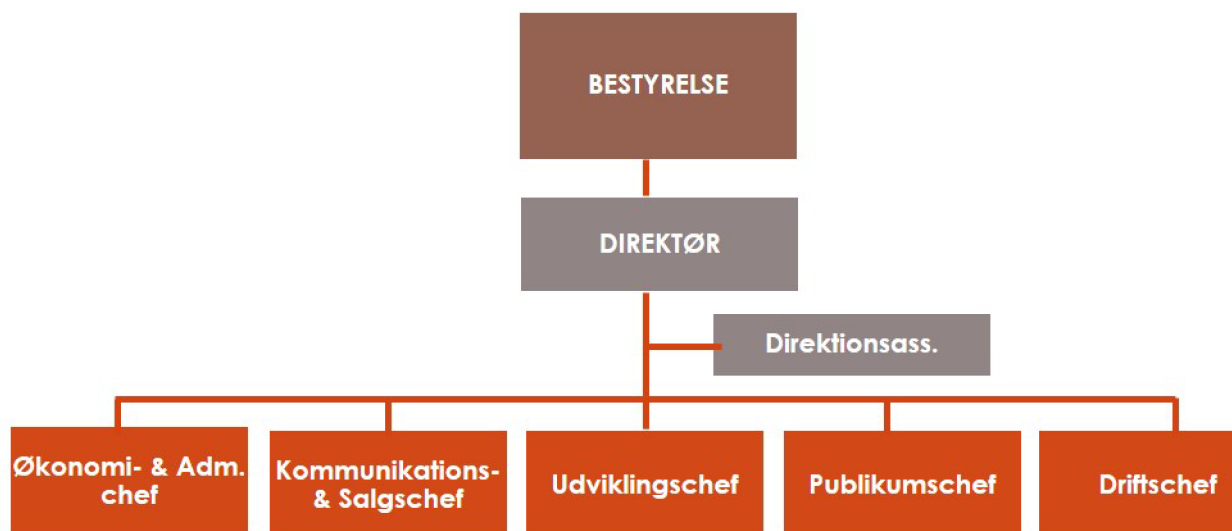 BESTYRELSE
DIREKTØR
Direktionsass.
Økonomi- & Adm.
chef
Kommunikations-
& Salgschef
Udviklingschef
Publikumschef
Driftschef